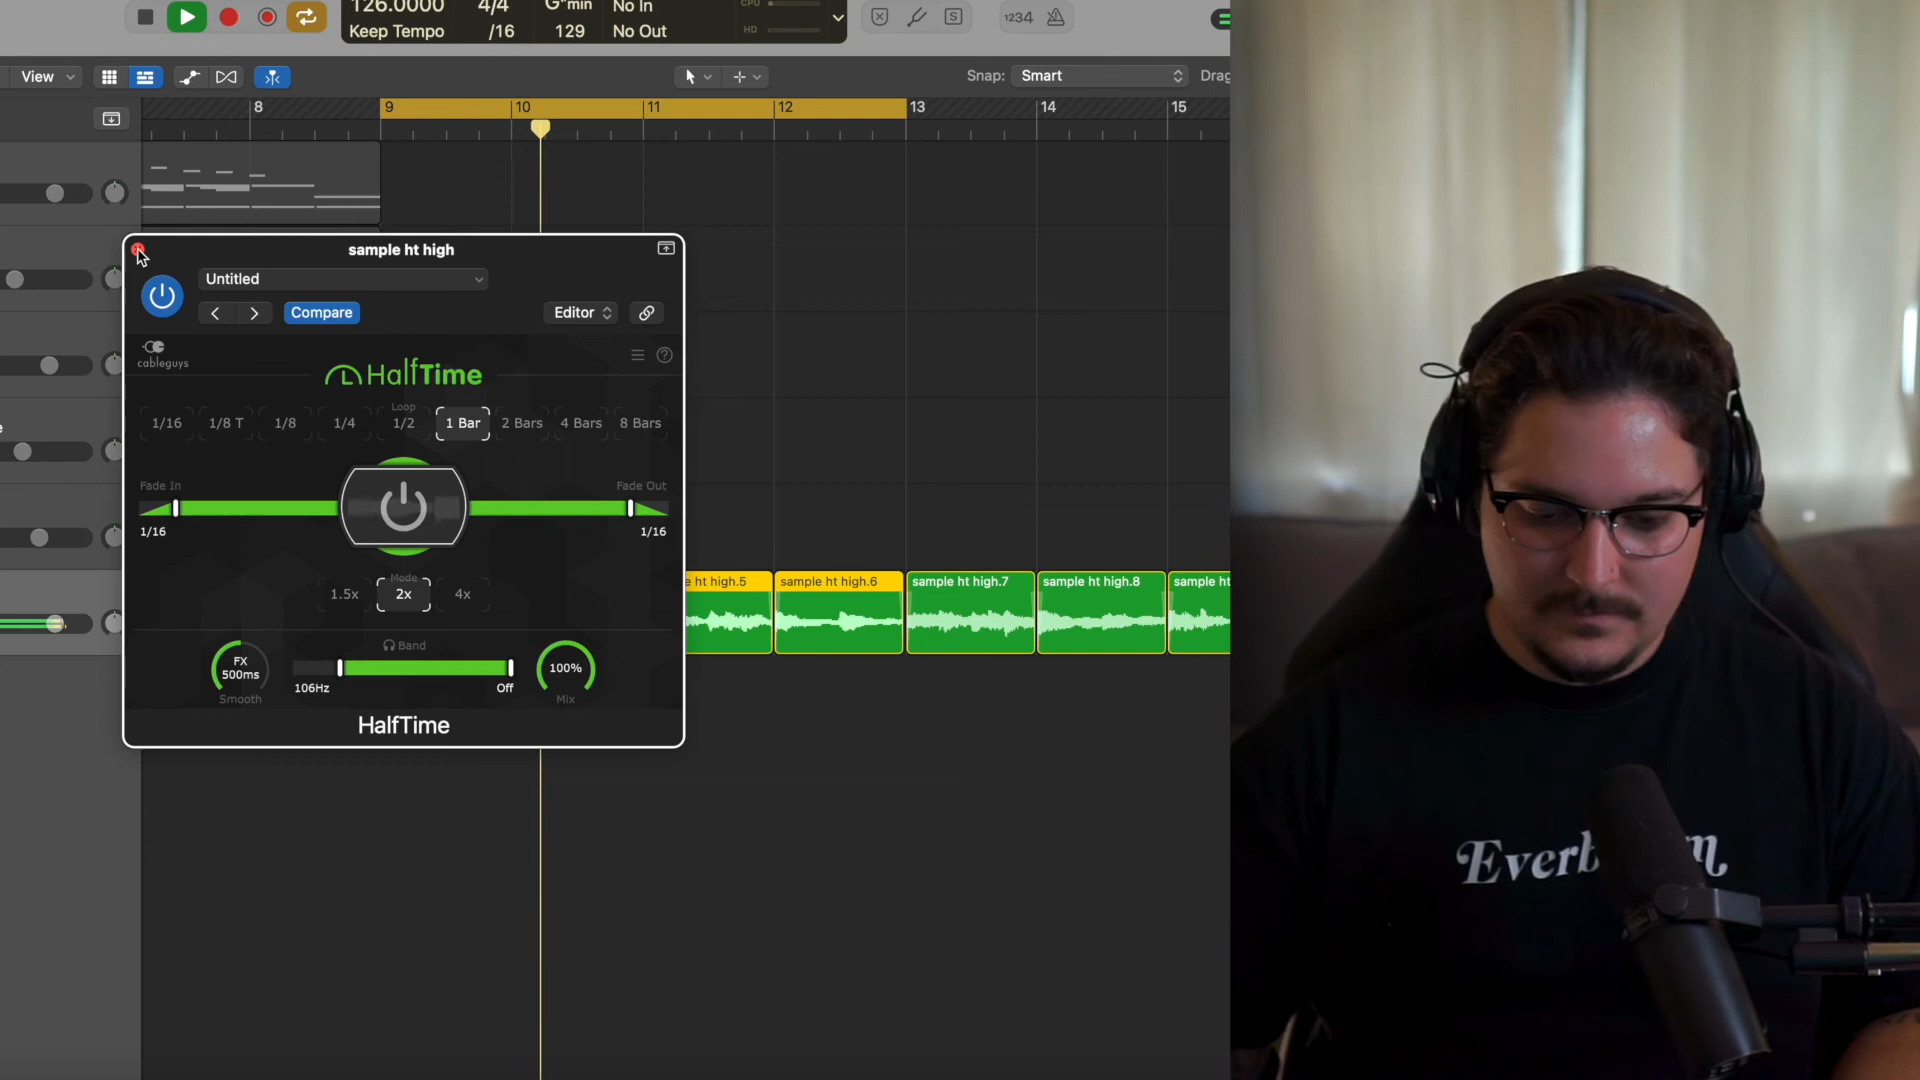 126.0000
4/4
G♯min
No In
CPU
Keep Tempo
/16
129
No Out
HD
1234
View
Snap:
Smart
8
9
10
11
12
13
14
15
sample ht high
Untitled
Compare
Editor
cableguys
HalfTime
Loop
1/16
1/8 T
1/8
1/4
1/2
1 Bar
2 Bars
4 Bars
8 Bars
Fade In
Fade Out
1/16
1/16
Mode
1.5x
2x
4x
FX
500ms
Smooth
Band
106Hz
Off
100%
Mix
HalfTime
ht high.5
sample ht high.6
sample ht high.7
sample ht high.8
sample ht